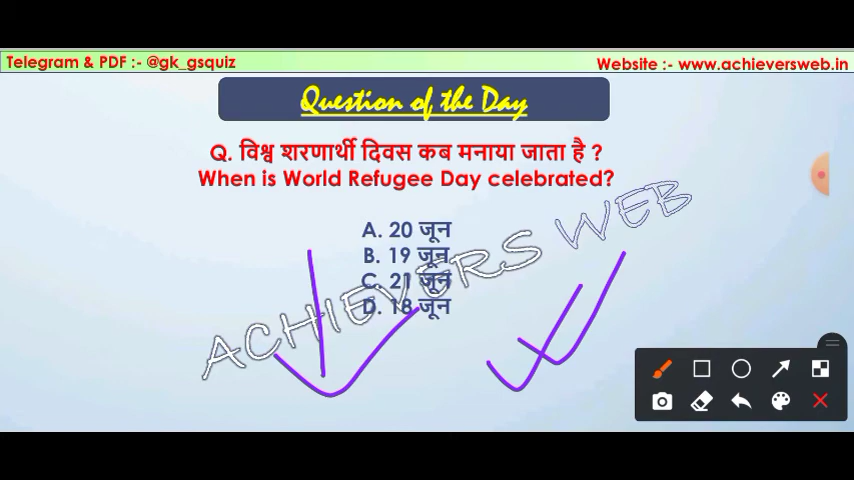 Telegram & PDF :- @gk_gsquiz
Website :- www.achieversweb.in
Question of the Day
Q. विश्व शरणार्थी दिवस कब मनाया जाता है ?
When is World Refugee Day celebrated?
A. 20 जून
B. 19 जून
C. 21 जून
D. 18 जून
ACHIEVERS WEB